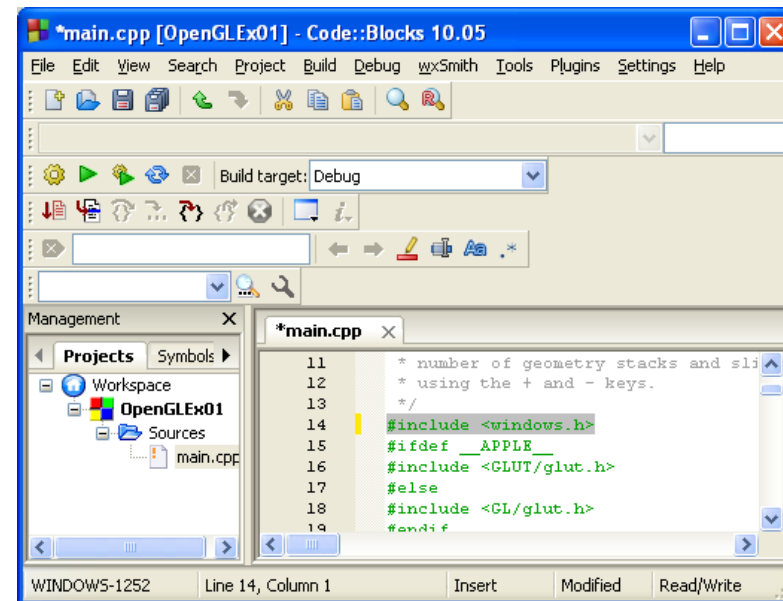 *main.cpp [OpenGLEx01] - Code::Blocks 10.05
File Edit View Search Project Build Debug wxSmith Tools Plugins Settings Help
Build target: Debug
Management
Projects Symbols
Workspace
OpenGLEx01
Sources
main.cpp
*main.cpp
11 * number of geometry stacks and sli
12 * using the + and - keys.
13 */
14 #include <windows.h>
15 #ifdef __APPLE__
16 #include <GLUT/glut.h>
17 #else
18 #include <GL/glut.h>
19 #endif
WINDOWS-1252 Line 14, Column 1 Insert Modified Read/Write